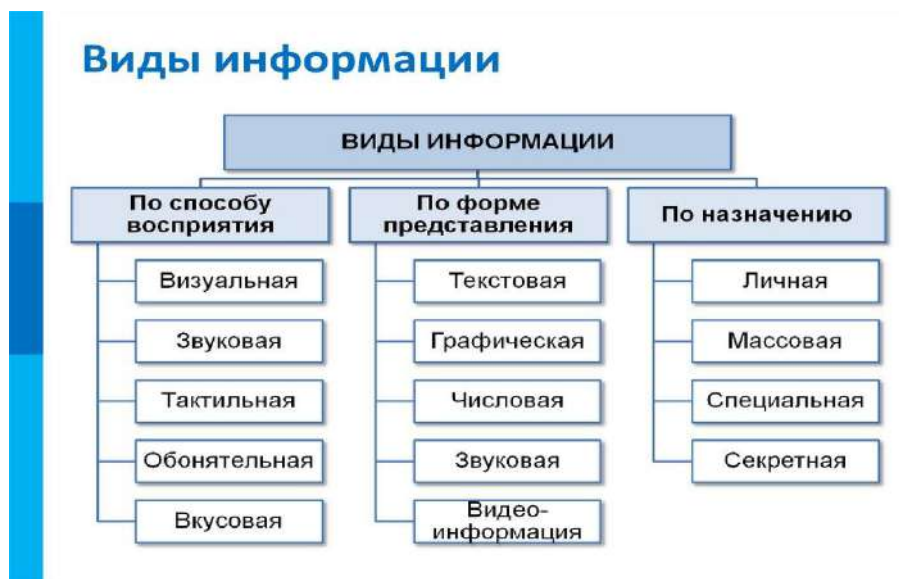 Виды информации
ВИДЫ ИНФОРМАЦИИ
По способу
восприятия
Визуальная
Звуковая
Тактильная
Обонятельная
Вкусовая
По форме
представления
Текстовая
Графическая
Числовая
Звуковая
Видео-
информация
По назначению
Личная
Массовая
Специальная
Секретная